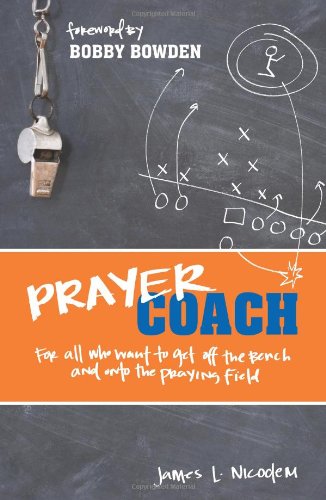 foreword by
BOBBY BOWDEN
PRAYER
COACH
For all who want to get off the Bench
and onto the Praying Field
James L. Nicodem